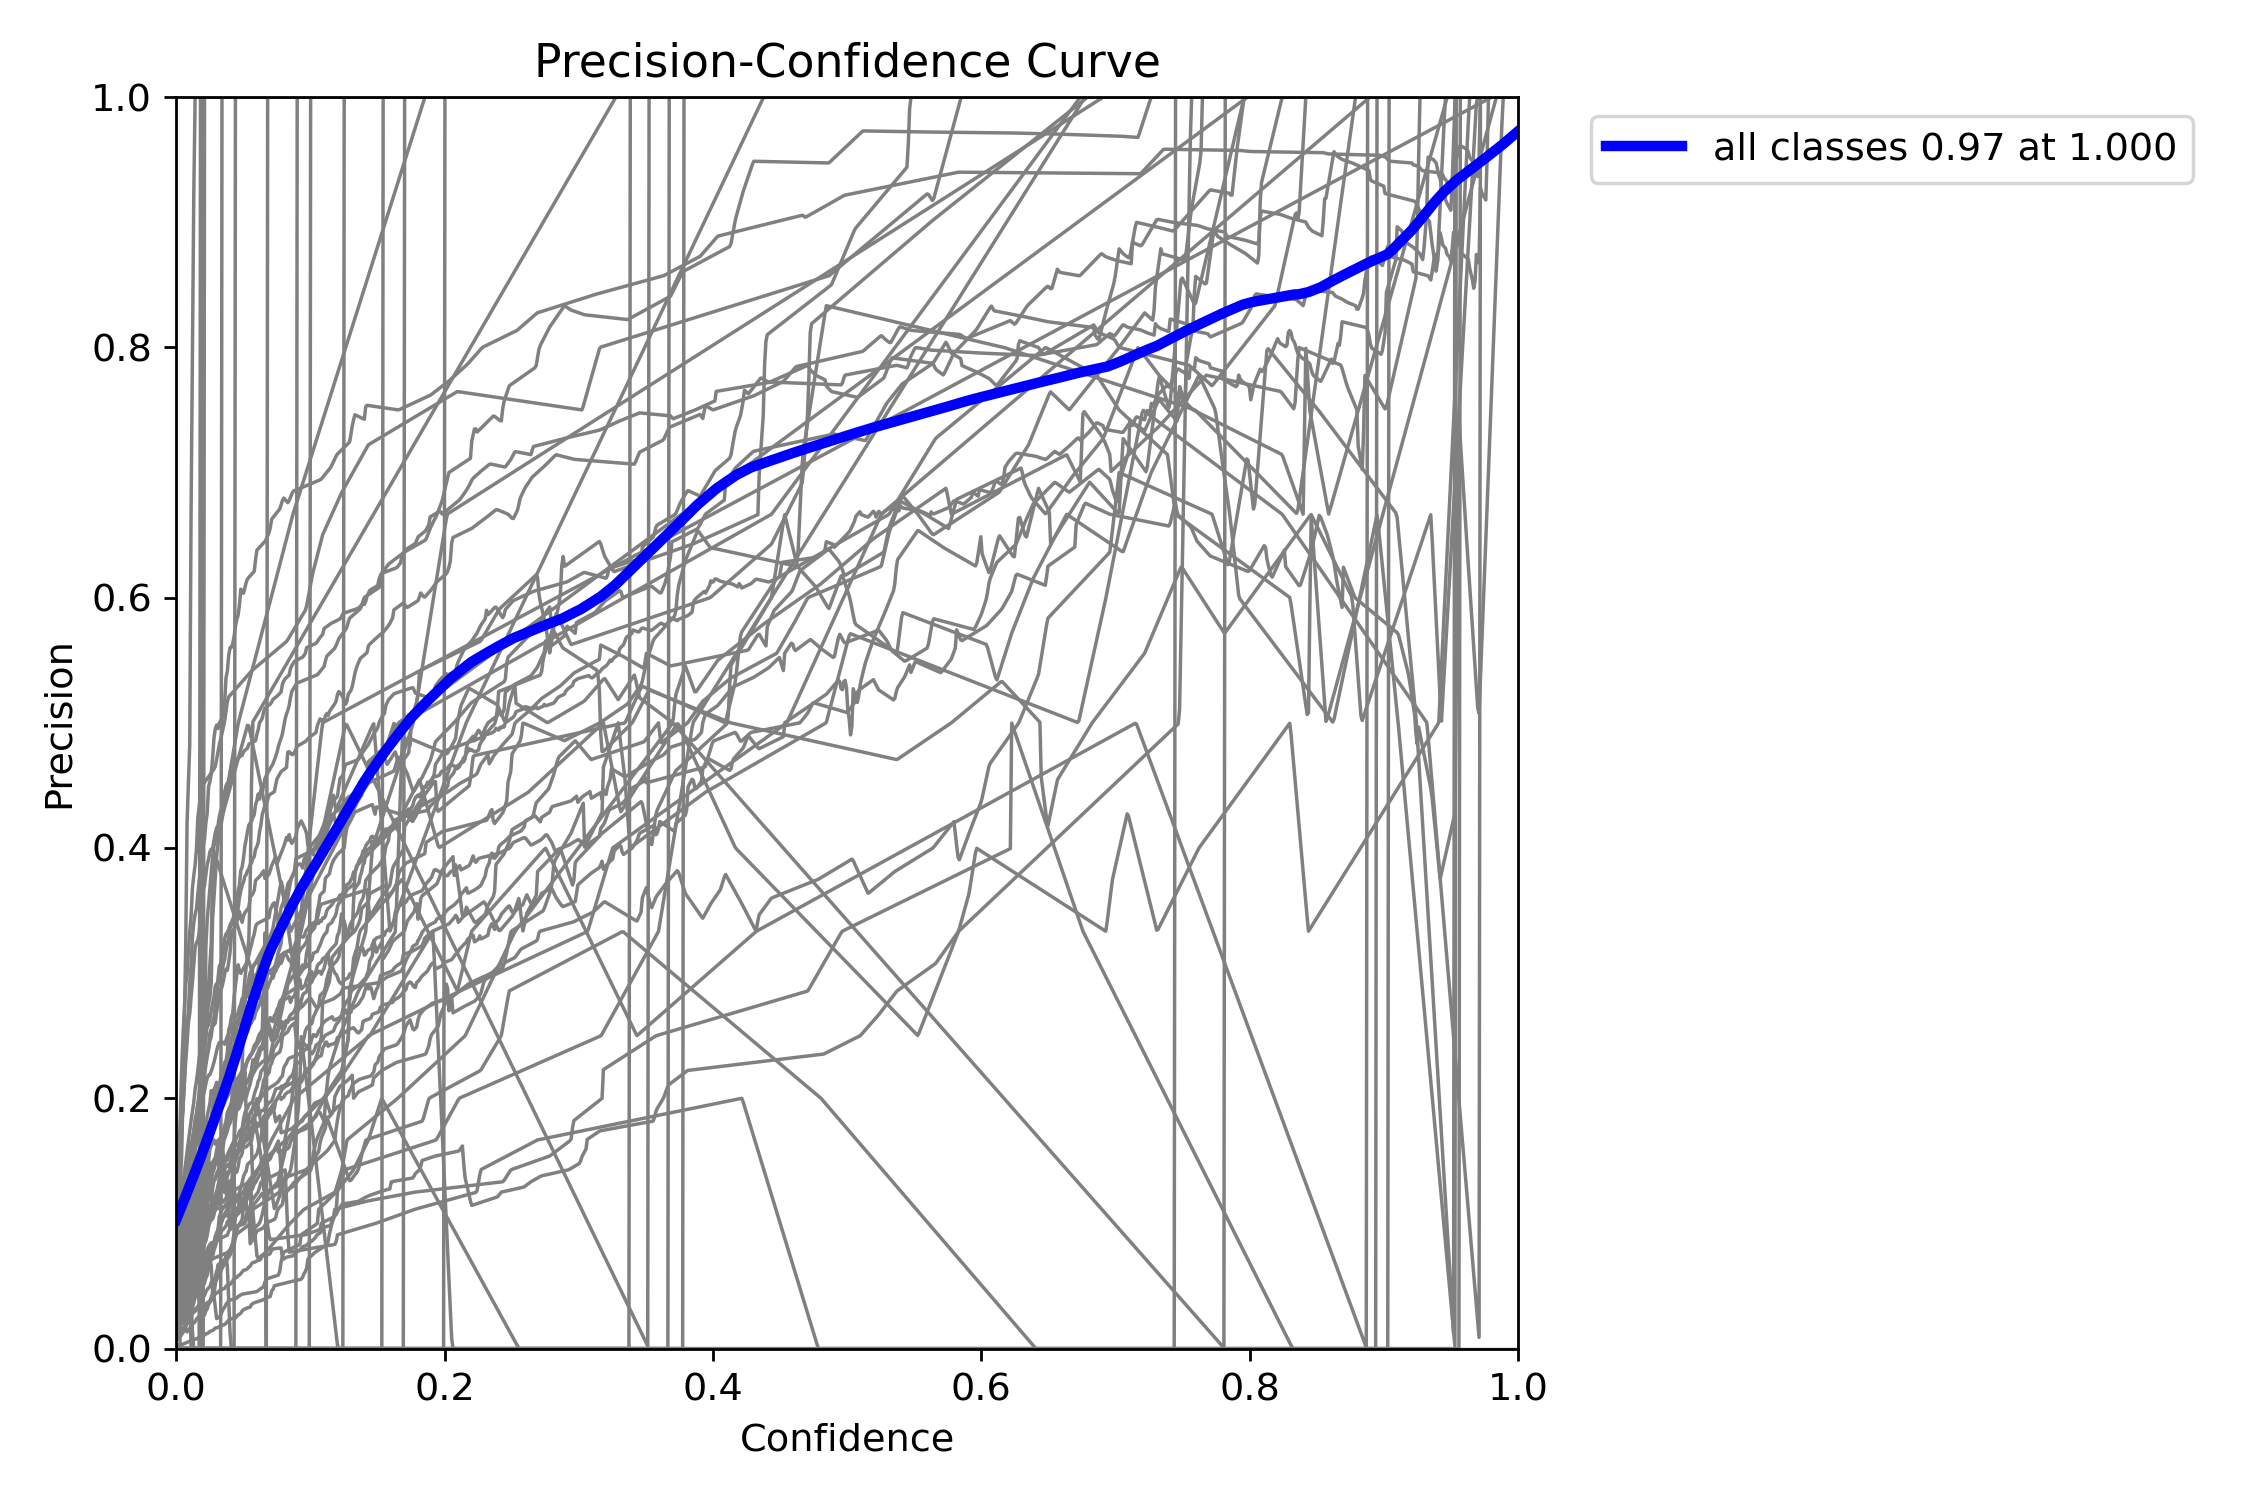 Precision-Confidence Curve
all classes 0.97 at 1.000
1.0
0.8
0.6
0.4
0.2
0.0
Precision
0.0 0.2 0.4 0.6 0.8 1.0
Confidence